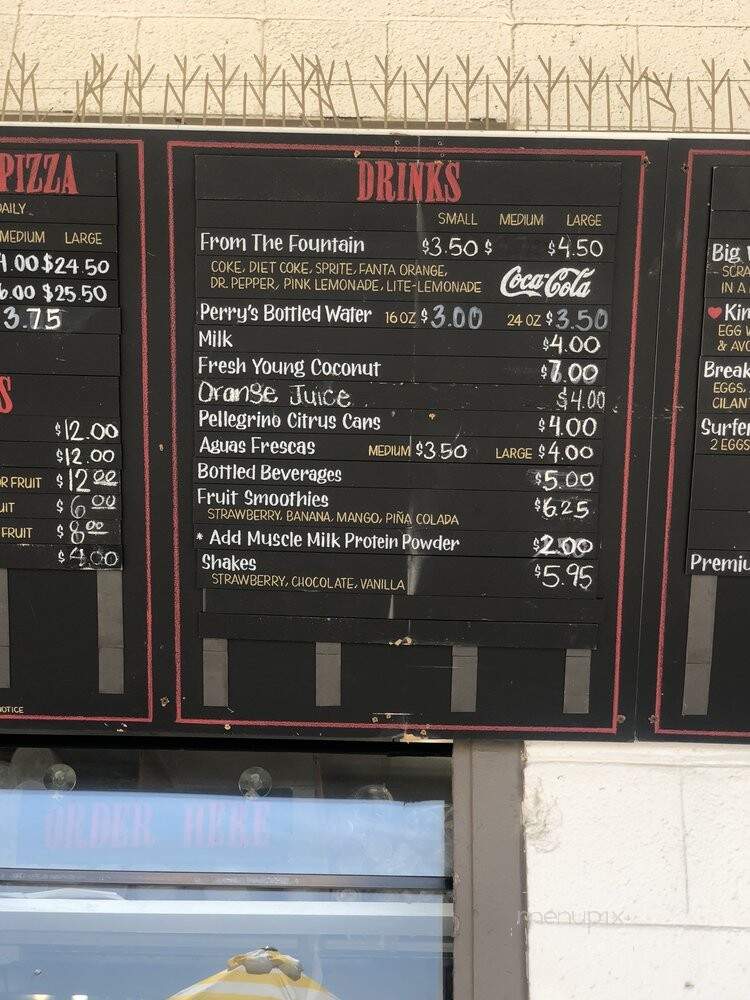 PIZZA
MEDIUM LARGE
$24.50
$25.50
3.75
$12.00
$12.00
OR FRUIT $12.00
$6.00
FRUIT $8.00
$4.00
DRINKS
SMALL MEDIUM LARGE
From The Fountain $3.50 $ $4.50
COKE, DIET COKE, SPRITE, FANTA ORANGE,
DR. PEPPER, PINK LEMONADE, LITE-LEMONADE Coca-Cola
Perry's Bottled Water 16 OZ $3.00 24 OZ $3.50
Milk $4.00
Fresh Young Coconut $7.00
Orange Juice $4.00
Pellegrino Citrus Cans $4.00
Aguas Frescas MEDIUM $3.50 LARGE $4.00
Bottled Beverages $5.00
Fruit Smoothies $6.25
STRAWBERRY, BANANA, MANGO, PIÑA COLADA
* Add Muscle Milk Protein Powder $2.00
Shakes $5.95
STRAWBERRY, CHOCOLATE, VANILLA
Big
IN A
EGG
& AVO
Break
EGGS,
CILAN
Surfer
2 EGGS
Premiu
ORDER HERE
menupix